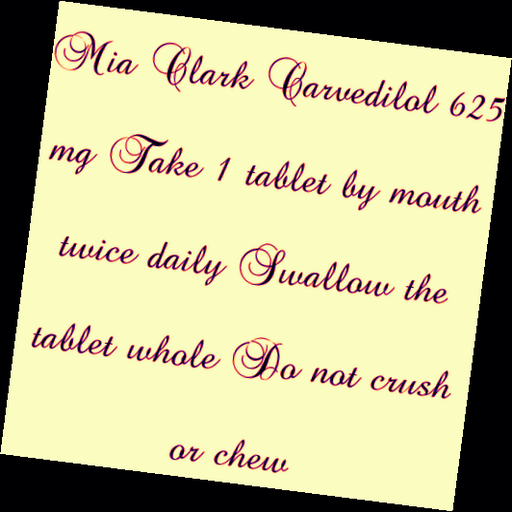 Mia Clark Carvedilol 625
mg Take 1 tablet by mouth
twice daily Swallow the
tablet whole Do not crush
or chew